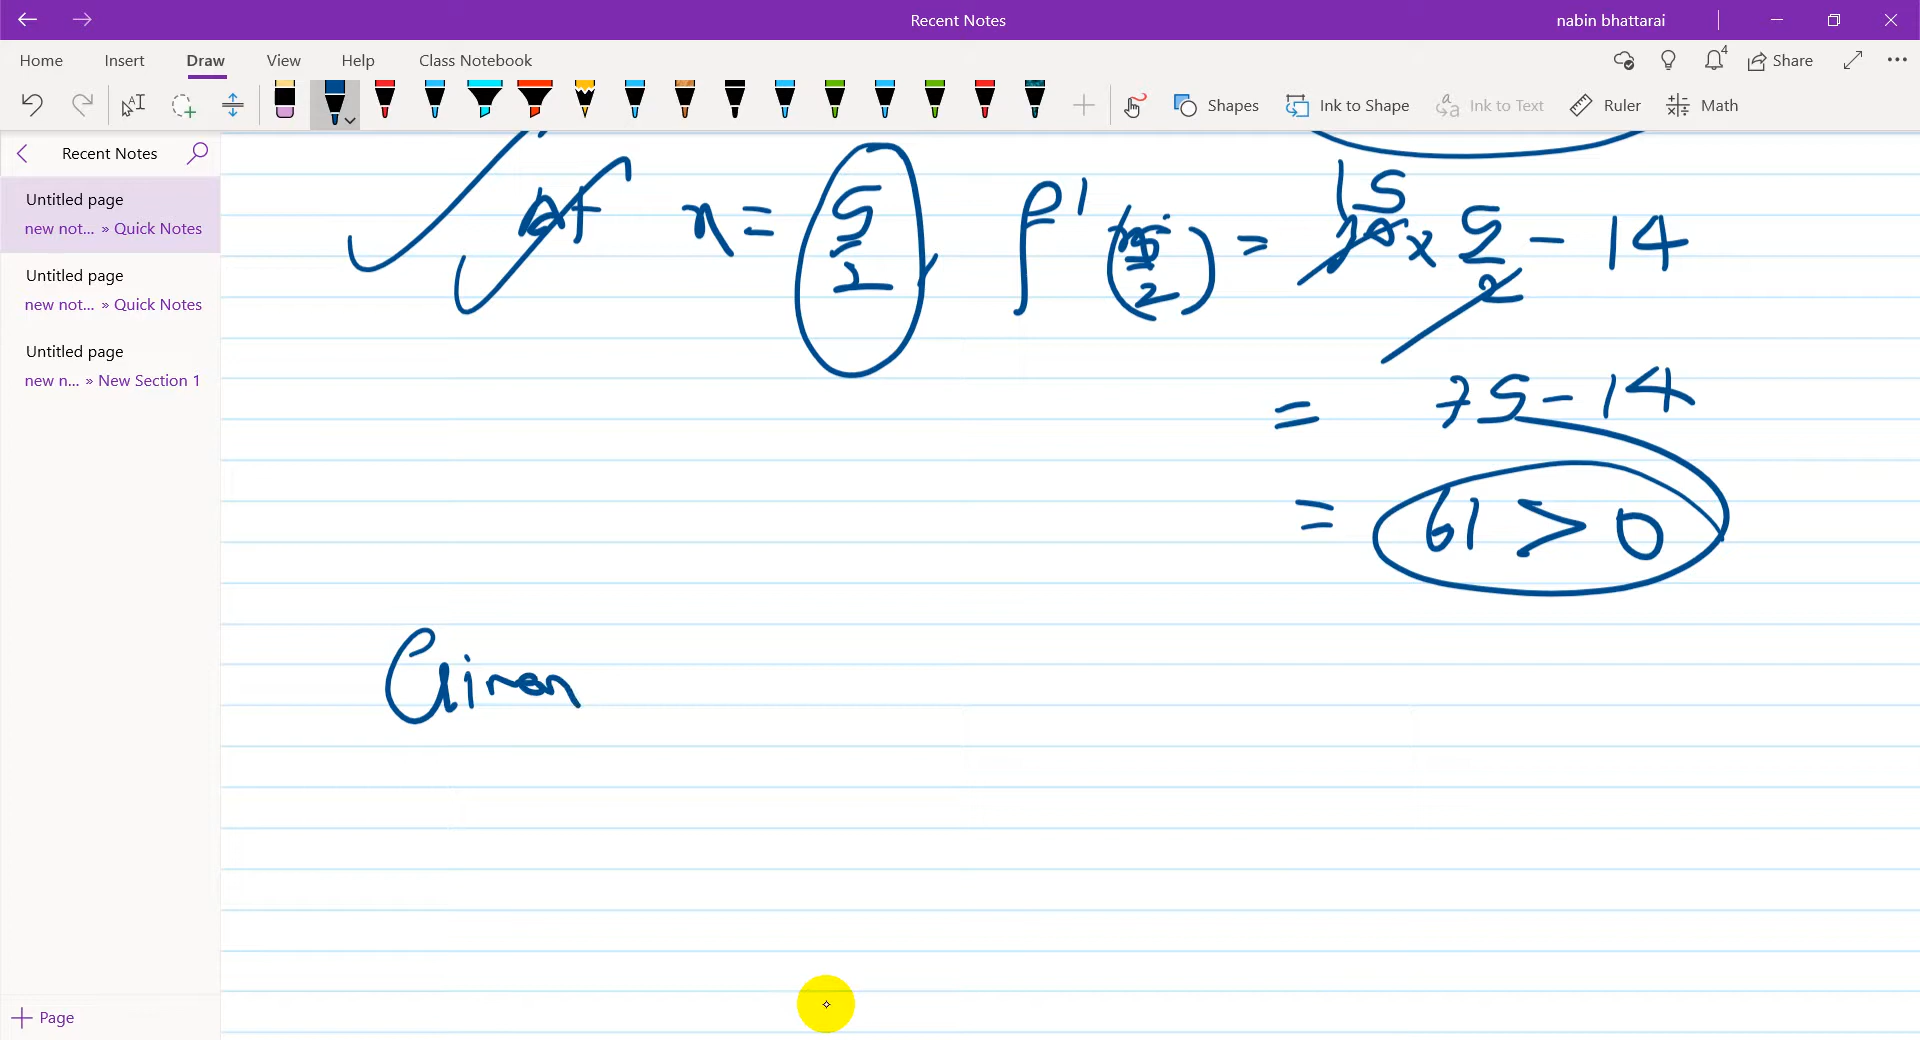 Recent Notes
nabin bhattarai
Home Insert Draw View Help Class Notebook
4
Share
Shapes
Ink to Shape
Ink to Text
Ruler
Math
Recent Notes
Untitled page
new not... » Quick Notes
Untitled page
new not... » Quick Notes
Untitled page
new n... » New Section 1
Page
At x = 5/2 f'(5/2) = 15 x 5/2 - 14
= 75 - 14
= 61 > 0